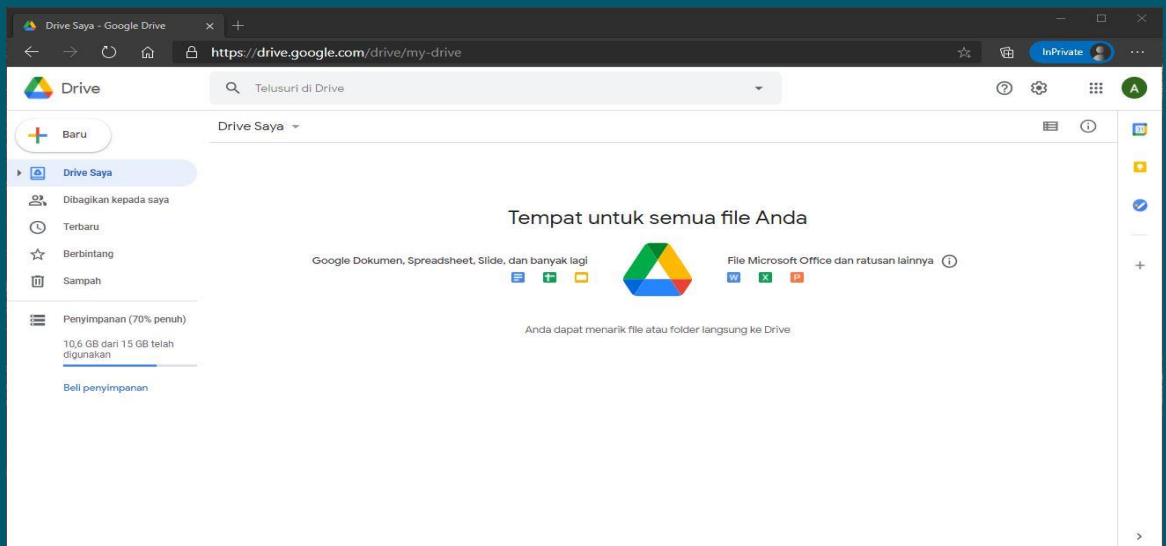 Drive Saya - Google Drive
https://drive.google.com/drive/my-drive
InPrivate
Drive
Telusuri di Drive
A
Baru
Drive Saya
31
Drive Saya
Dibagikan kepada saya
Terbaru
Berbintang
Sampah
Penyimpanan (70% penuh)
10,6 GB dari 15 GB telah
digunakan
Beli penyimpanan
Tempat untuk semua file Anda
Google Dokumen, Spreadsheet, Slide, dan banyak lagi
File Microsoft Office dan ratusan lainnya
W X P
Anda dapat menarik file atau folder langsung ke Drive